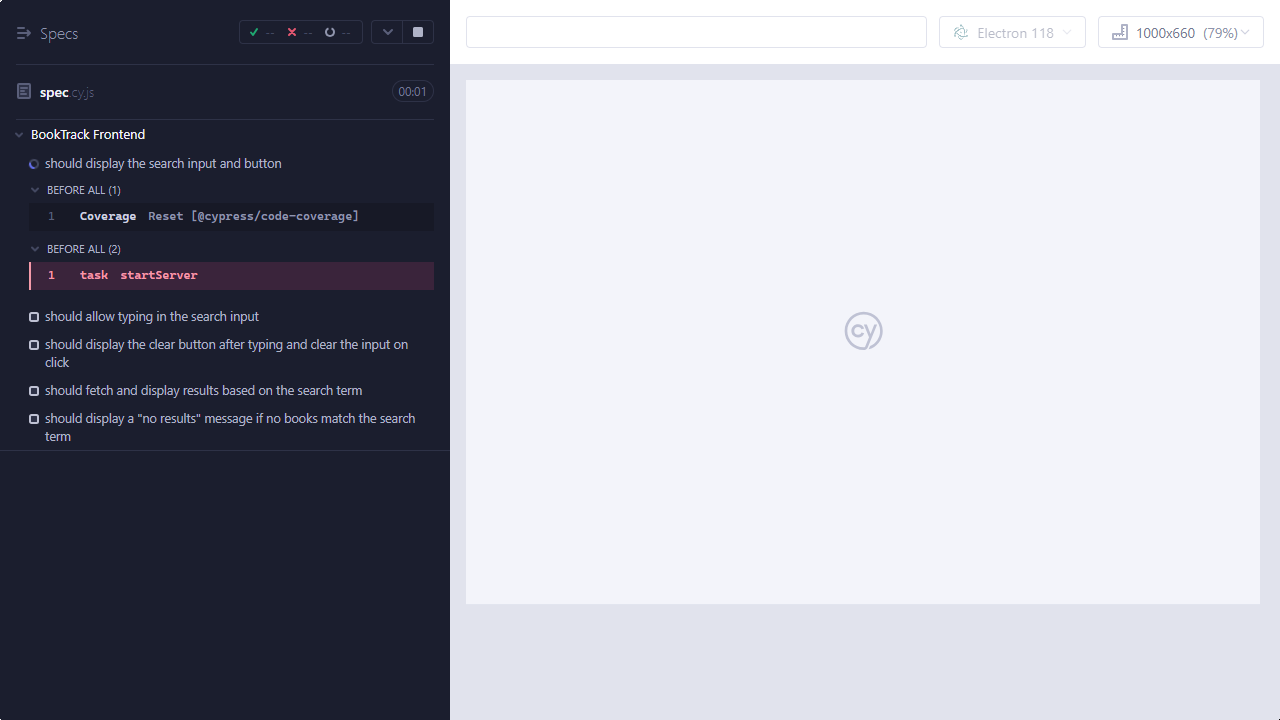 Specs
-- -- --
Electron 118
1000x660 (79%)
spec.cy.js
00:01
BookTrack Frontend
should display the search input and button
BEFORE ALL (1)
1 Coverage Reset [@cypress/code-coverage]
BEFORE ALL (2)
1 task startServer
should allow typing in the search input
should display the clear button after typing and clear the input on
click
should fetch and display results based on the search term
should display a "no results" message if no books match the search
term
cy